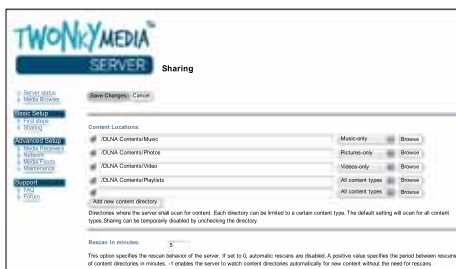 TWONKYMEDIA
SERVER Sharing
Server status
Media Browser
Save Changes Cancel
Basic Setup
First steps
Sharing
Content Locations:
/DLNA Contents/Music Music-only Browse
Advanced Setup
Media Receivers
/DLNA Contents/Photos Pictures-only Browse
Network
Media Feeds
/DLNA Contents/Video Videos-only Browse
Maintenance
/DLNA Contents/Playlists All content types Browse
Support
All content types Browse
FAQ
Forum
Add new content directory
Directories where the server shall scan for content. Each directory can be limited to a certain content type. The default setting will scan for all content
types. Sharing can be temporarily disabled by unchecking the directory.
Rescan in minutes: 5
This option specifies the rescan behavior of the server. If set to 0, automatic rescans are disabled. A positive value specifies the period between rescans
of content directories in minutes. -1 enables the server to watch content directories automatically for new content without the need for rescans.